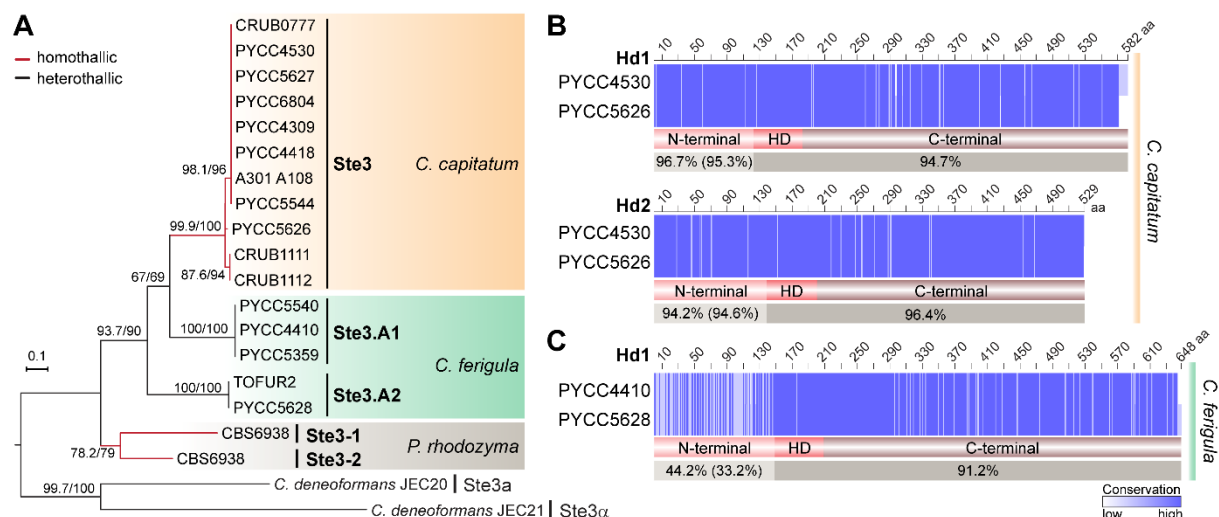 A
homothallic
heterothallic
CRUB0777
PYCC4530
PYCC5627
PYCC6804
PYCC4309
PYCC4418
A301 A108
PYCC5544
PYCC5626
CRUB1111
CRUB1112
Ste3
C. capitatum
98.1/96
99.9/100
87.6/94
67/69
PYCC5540
PYCC4410
PYCC5359
Ste3.A1
100/100
93.7/90
C. ferigula
0.1
TOFUR2
PYCC5628
Ste3.A2
100/100
CBS6938
Ste3-1
P. rhodozyma
78.2/79
CBS6938
Ste3-2
C. deneoformans JEC20 Ste3a
99.7/100
C. deneoformans JEC21 Ste3α
B
10 50 90 130 170 210 250 290 330 370 410 450 490 530 582 aa
Hd1
PYCC4530
PYCC5626
N-terminal HD C-terminal
96.7% (95.3%) 94.7%
10 50 90 130 170 210 250 290 330 370 410 450 490 529 aa
Hd2
PYCC4530
PYCC5626
N-terminal HD C-terminal
94.2% (94.6%) 96.4%
C. capitatum
C
10 50 90 130 170 210 250 290 330 370 410 450 490 530 570 610 648 aa
Hd1
PYCC4410
PYCC5628
N-terminal HD C-terminal
44.2% (33.2%) 91.2%
C. ferigula
Conservation
low high